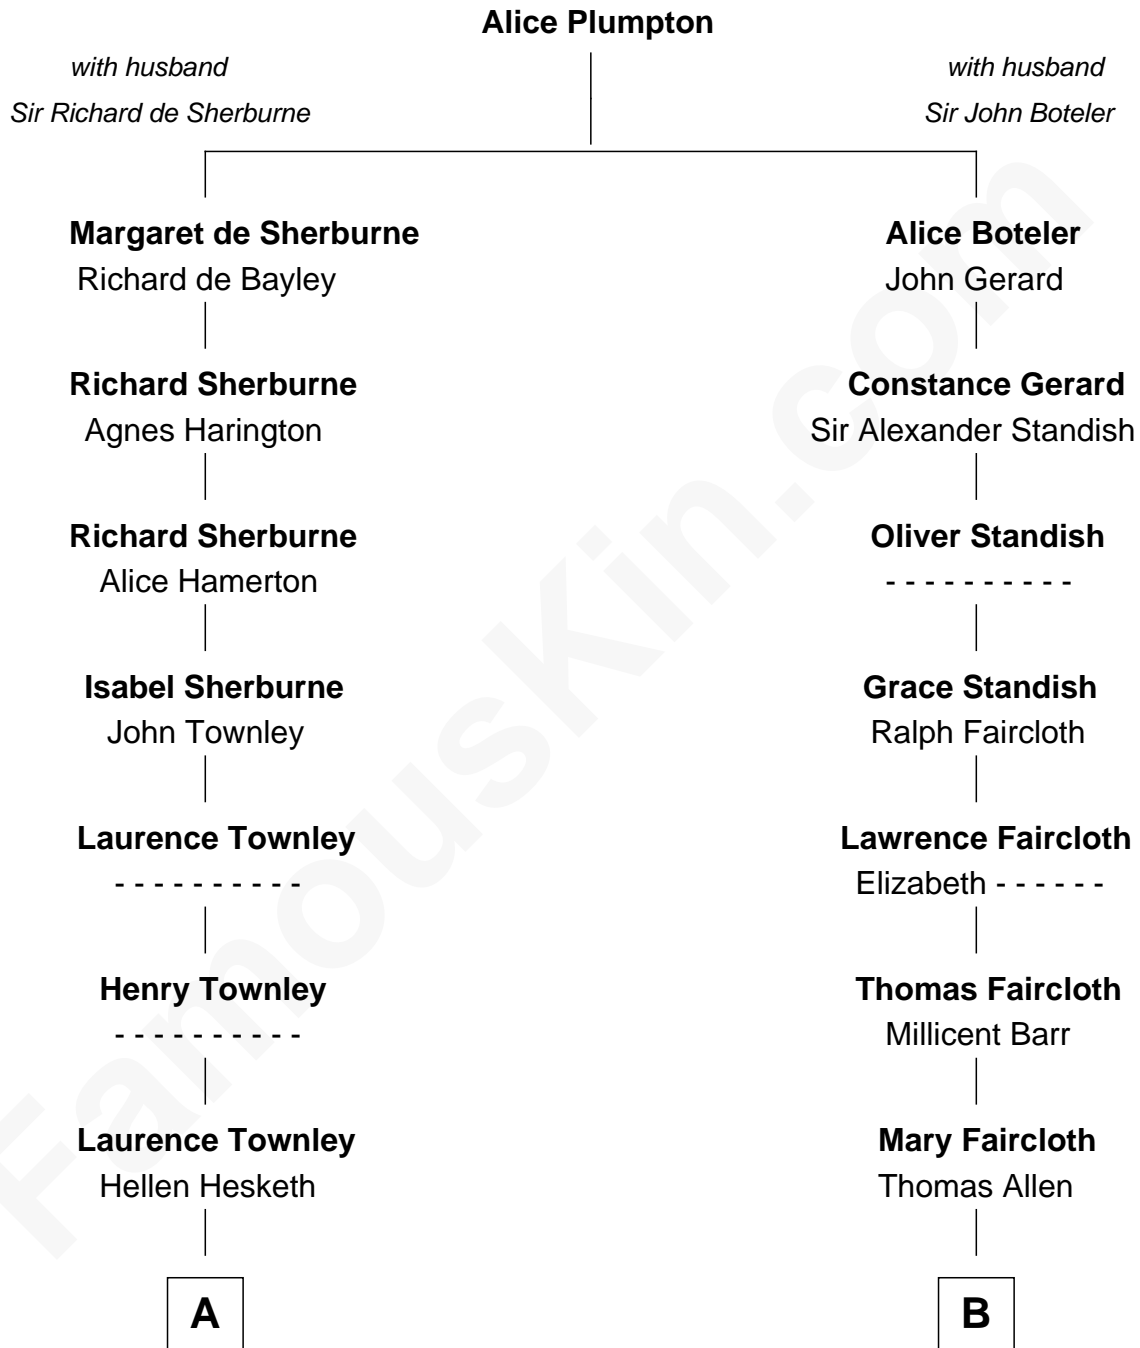 Alice Plumpton
with husband
Sir Richard de Sherburne
with husband
Sir John Boteler
Margaret de Sherburne
Richard de Bayley
Alice Boteler
John Gerard
Richard Sherburne
Agnes Harington
Constance Gerard
Sir Alexander Standish
Richard Sherburne
Alice Hamerton
Oliver Standish
- - - - - - - - - -
Isabel Sherburne
John Townley
Grace Standish
Ralph Faircloth
Laurence Townley
- - - - - - - - - -
Lawrence Faircloth
Elizabeth - - - - - -
Henry Townley
- - - - - - - - - -
Thomas Faircloth
Millicent Barr
Laurence Townley
Hellen Hesketh
Mary Faircloth
Thomas Allen
A
B
FamousKin.com